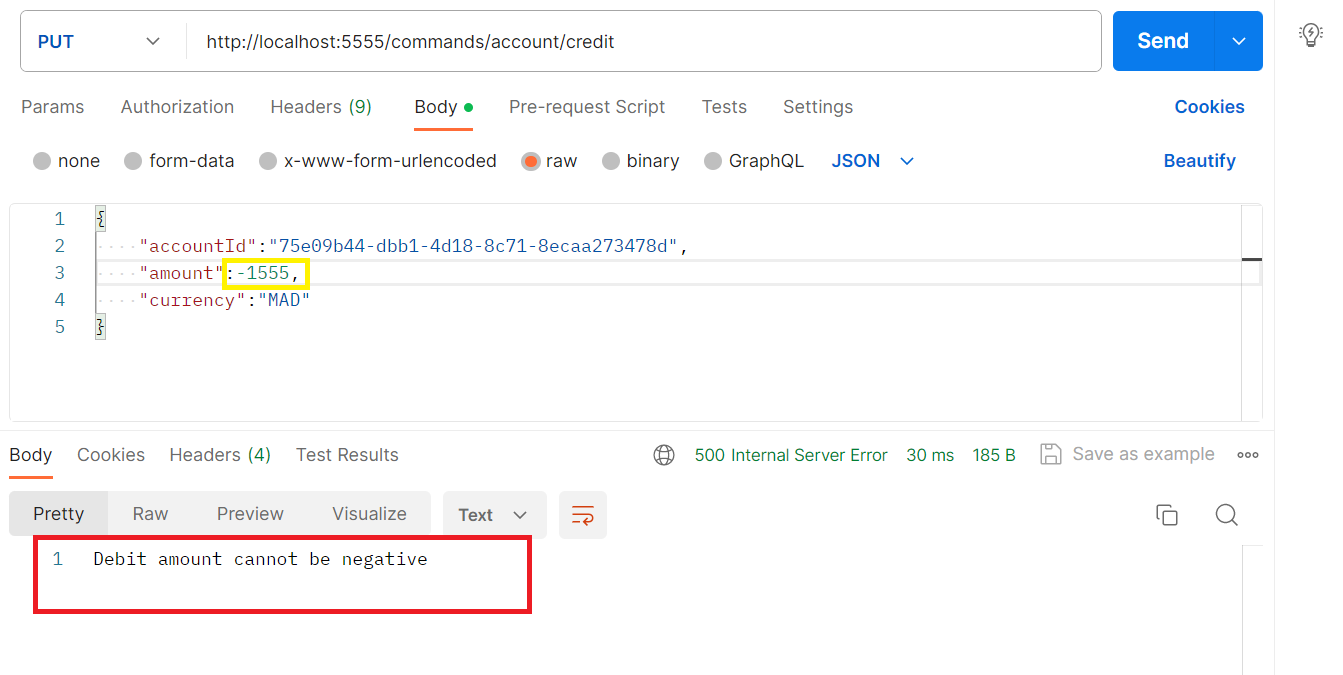 PUT http://localhost:5555/commands/account/credit Send
Params Authorization Headers (9) Body Pre-request Script Tests Settings Cookies
none form-data x-www-form-urlencoded raw binary GraphQL JSON Beautify
1 {
2 ····"accountId":"75e09b44-dbb1-4d18-8c71-8ecaa273478d",
3 ····"amount":-1555,
4 ····"currency":"MAD"
5 }
Body Cookies Headers (4) Test Results 500 Internal Server Error 30 ms 185 B Save as example
Pretty Raw Preview Visualize Text
1 Debit amount cannot be negative